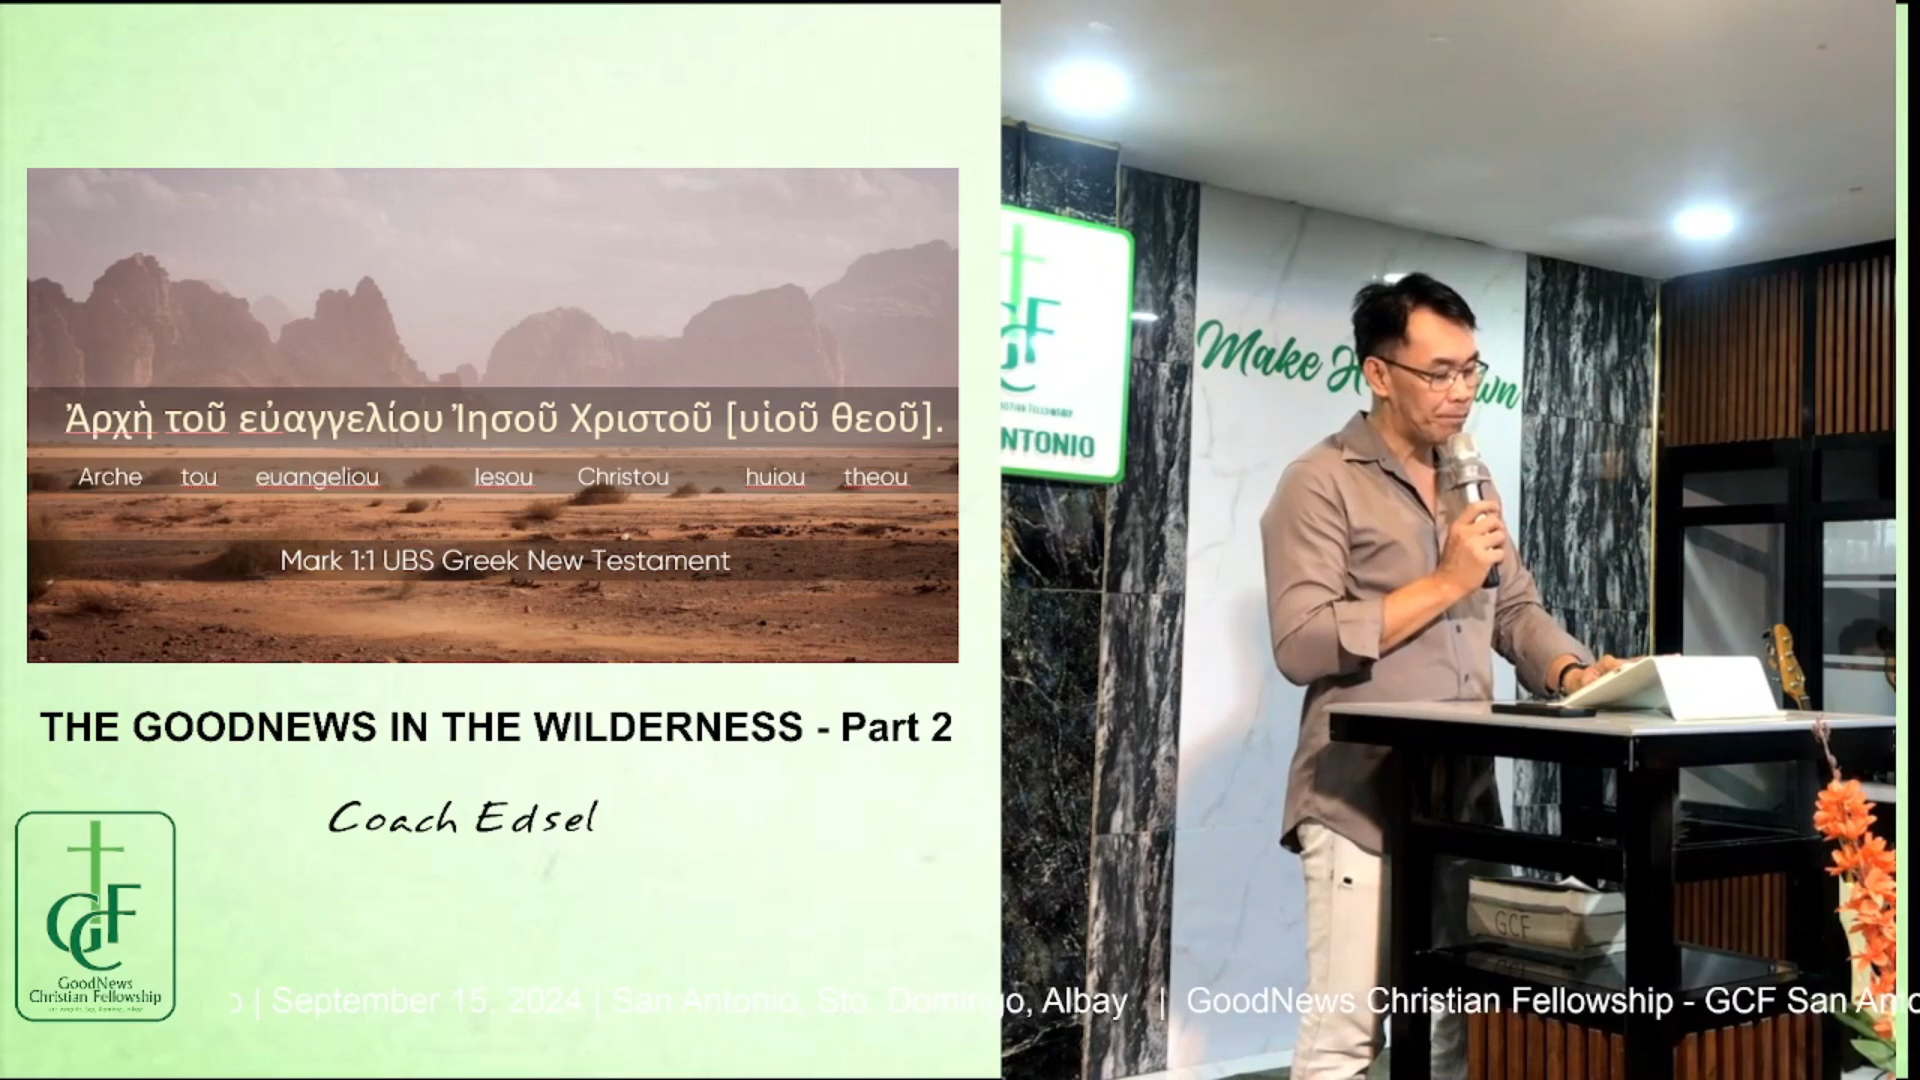 Ἀρχὴ τοῦ εὐαγγελίου Ἰησοῦ Χριστοῦ [υἱοῦ θεοῦ].
Arche tou euangeliou Iesou Christou huiou theou
Mark 1:1 UBS Greek New Testament
THE GOODNEWS IN THE WILDERNESS - Part 2
Coach Edsel
GCF
GoodNews
Christian Fellowship
| September 15, 2024 | San Antonio, Sto. Domingo, Albay | GoodNews Christian Fellowship - GCF San
NTONIO
Make
GCF